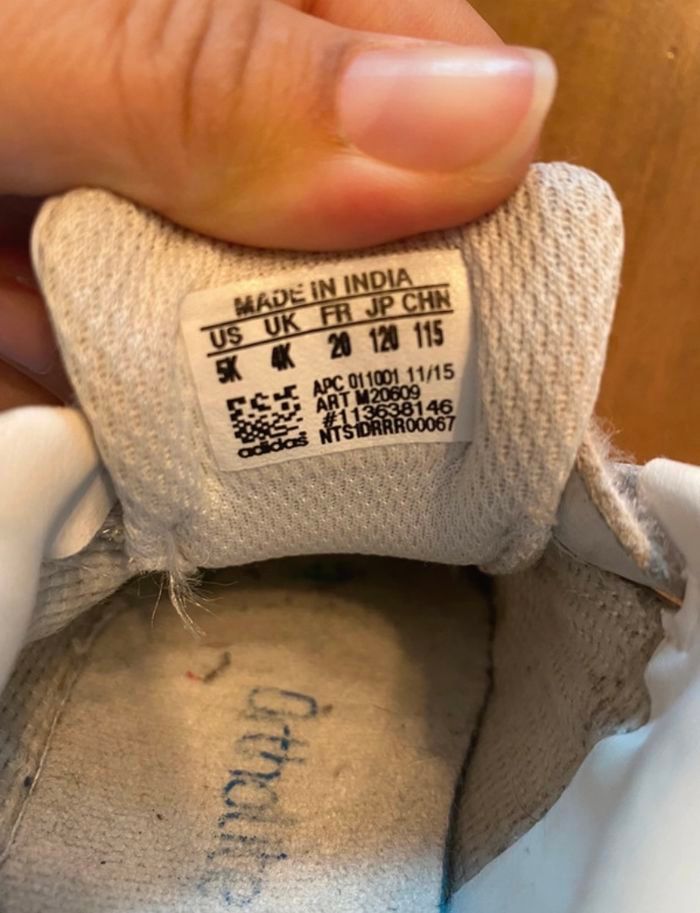 MADE IN INDIA
US UK FR JP CHN
5K 4K 20 120 115
APC 011001 11/15
ART M20609
#113638146
NTS1DRRR00067
adidas
Ortholite